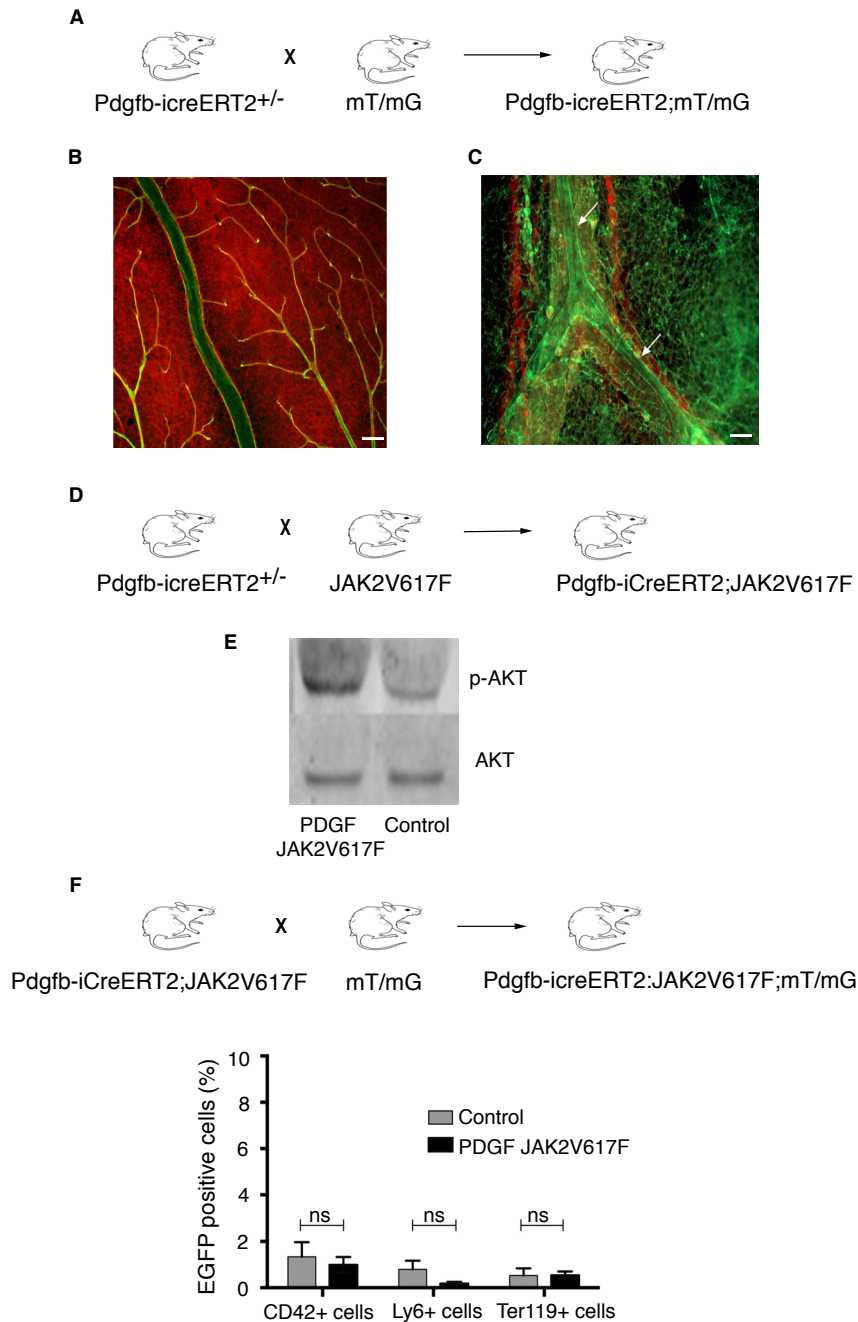 A
X
Pdgfb-icreERT2+/-
mT/mG
Pdgfb-icreERT2;mT/mG
B
C
D
X
Pdgfb-icreERT2+/-
JAK2V617F
Pdgfb-iCreERT2;JAK2V617F
E
p-AKT
AKT
PDGF
JAK2V617F
Control
F
X
Pdgfb-iCreERT2;JAK2V617F
mT/mG
Pdgfb-icreERT2:JAK2V617F;mT/mG
EGFP positive cells (%)
10
8
6
4
2
0
Control
PDGF JAK2V617F
ns
ns
ns
CD42+ cells
Ly6+ cells
Ter119+ cells